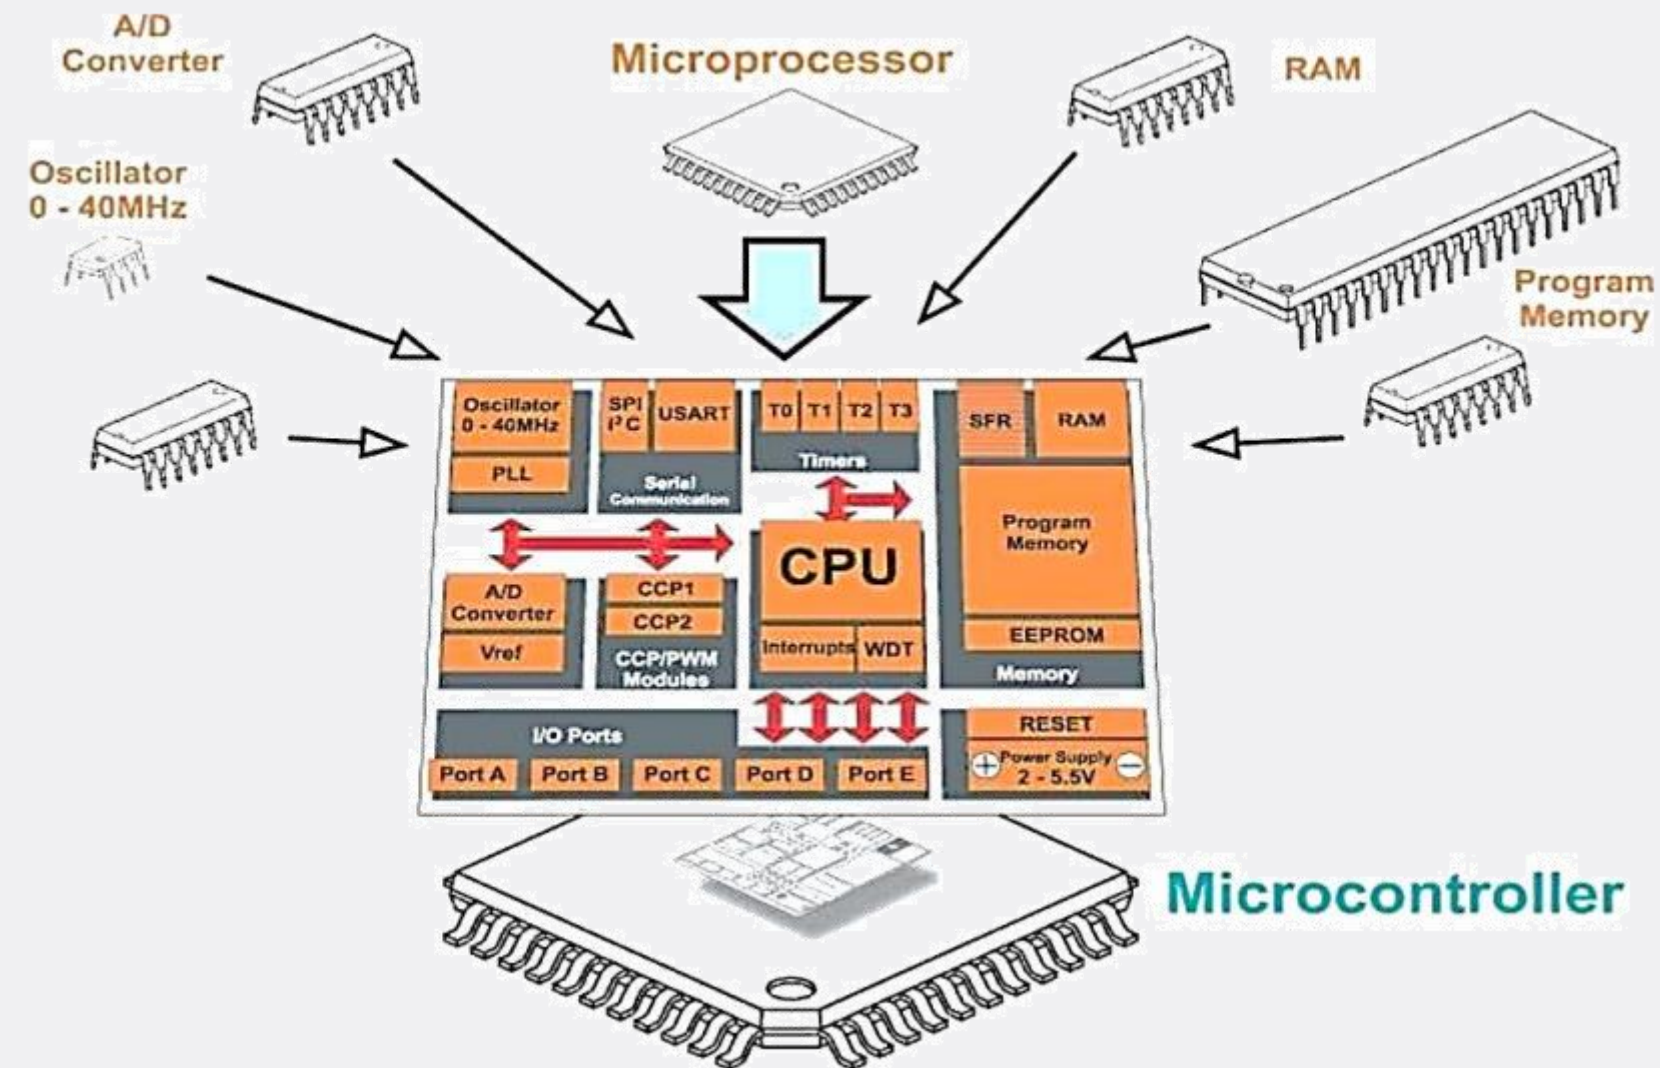 A/D
Converter
Microprocessor
RAM
Oscillator
0 - 40MHz
Program
Memory
Oscillator
0 - 40MHz
PLL
SPI
I²C
USART
Serial
Communication
T0 T1 T2 T3
Timers
SFR
RAM
Program
Memory
EEPROM
Memory
A/D
Converter
Vref
CCP1
CCP2
CCP/PWM
Modules
CPU
Interrupts WDT
I/O Ports
Port A Port B Port C Port D Port E
RESET
+ Power Supply −
2 - 5.5V
Microcontroller